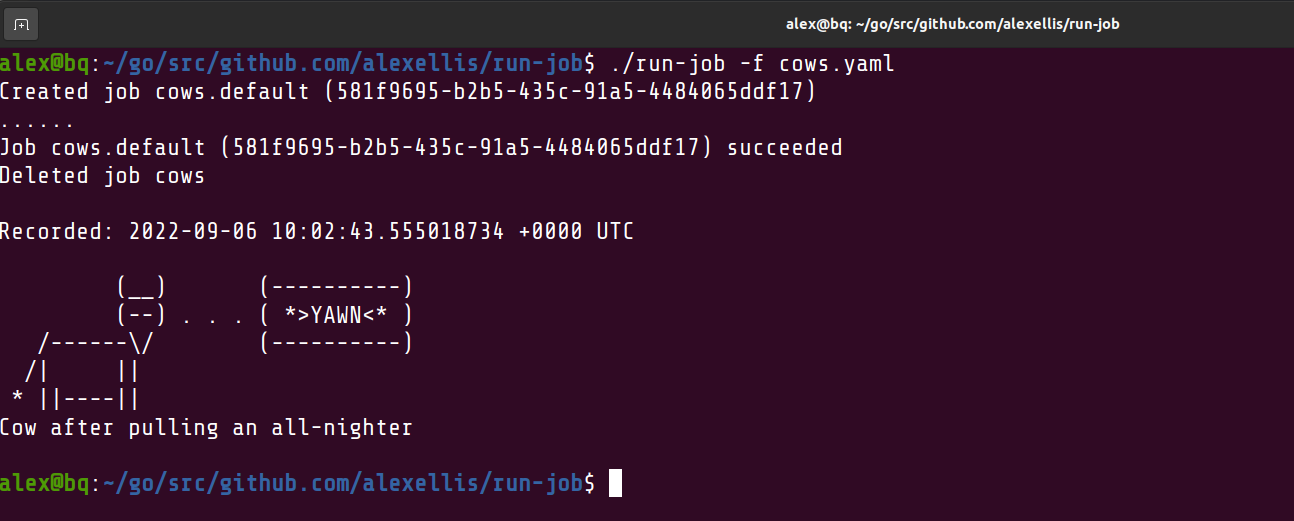 alex@bq: ~/go/src/github.com/alexellis/run-job
alex@bq:~/go/src/github.com/alexellis/run-job$ ./run-job -f cows.yaml
Created job cows.default (581f9695-b2b5-435c-91a5-4484065ddf17)
......
Job cows.default (581f9695-b2b5-435c-91a5-4484065ddf17) succeeded
Deleted job cows

Recorded: 2022-09-06 10:02:43.555018734 +0000 UTC

         (__)       (----------)
         (--) . . . ( *>YAWN<* )
   /------\/        (----------)
  /|     ||
 * ||----||
Cow after pulling an all-nighter

alex@bq:~/go/src/github.com/alexellis/run-job$